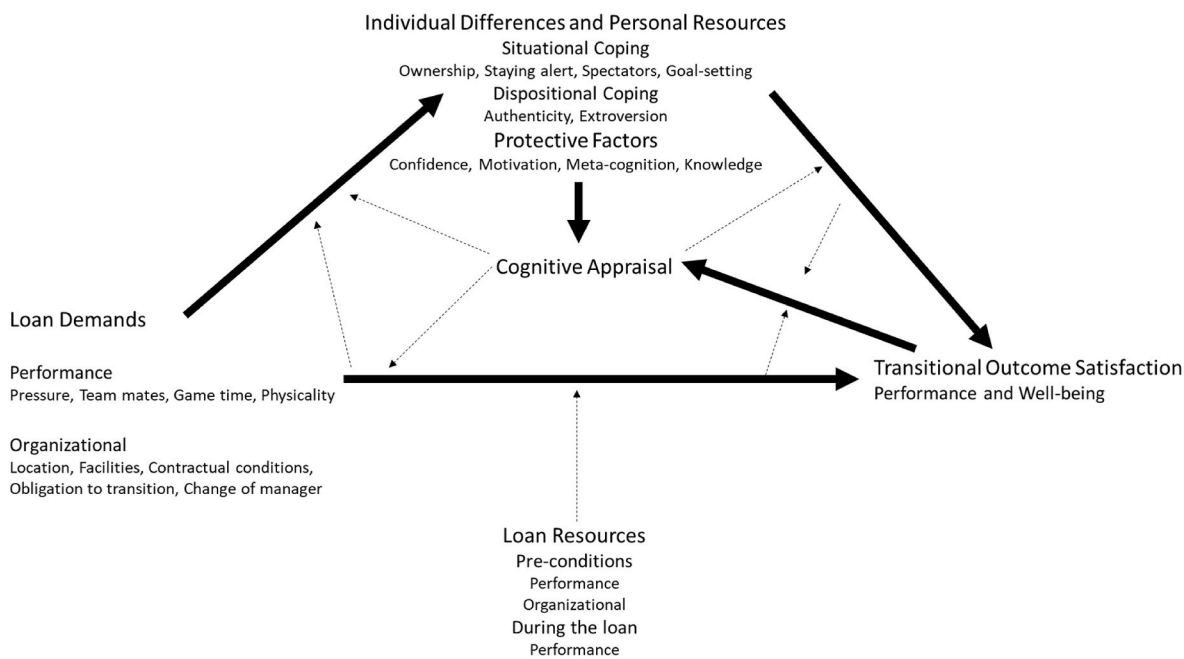 Individual Differences and Personal Resources
Situational Coping
Ownership, Staying alert, Spectators, Goal-setting
Dispositional Coping
Authenticity, Extroversion
Protective Factors
Confidence, Motivation, Meta-cognition, Knowledge
Cognitive Appraisal
Loan Demands
Performance
Pressure, Team mates, Game time, Physicality
Organizational
Location, Facilities, Contractual conditions,
Obligation to transition, Change of manager
Transitional Outcome Satisfaction
Performance and Well-being
Loan Resources
Pre-conditions
Performance
Organizational
During the loan
Performance